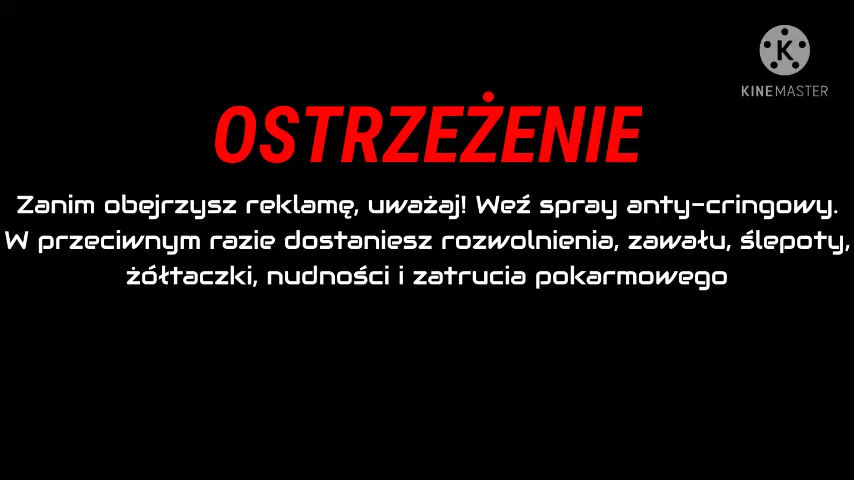 KINEMASTER
OSTRZEŻENIE
Zanim obejrzysz reklamę, uważaj! Weź spray anty-cringowy.
W przeciwnym razie dostaniesz rozwolnienia, zawału, ślepoty,
żółtaczki, nudności i zatrucia pokarmowego